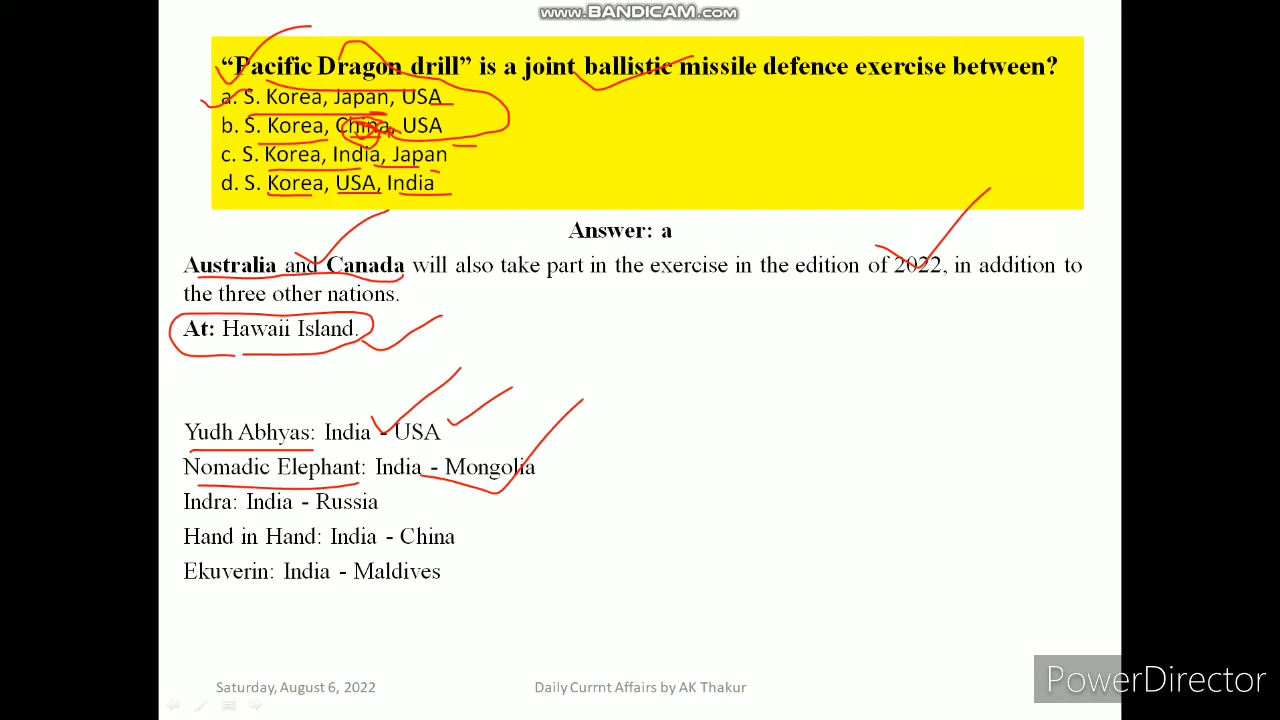 www.BANDICAM.com
“Pacific Dragon drill” is a joint ballistic missile defence exercise between?
a. S. Korea, Japan, USA
b. S. Korea, China, USA
c. S. Korea, India, Japan
d. S. Korea, USA, India
Answer: a
Australia and Canada will also take part in the exercise in the edition of 2022, in addition to
the three other nations.
At: Hawaii Island.
Yudh Abhyas: India - USA
Nomadic Elephant: India - Mongolia
Indra: India - Russia
Hand in Hand: India - China
Ekuverin: India - Maldives
Saturday, August 6, 2022
Daily Currnt Affairs by AK Thakur
PowerDirector